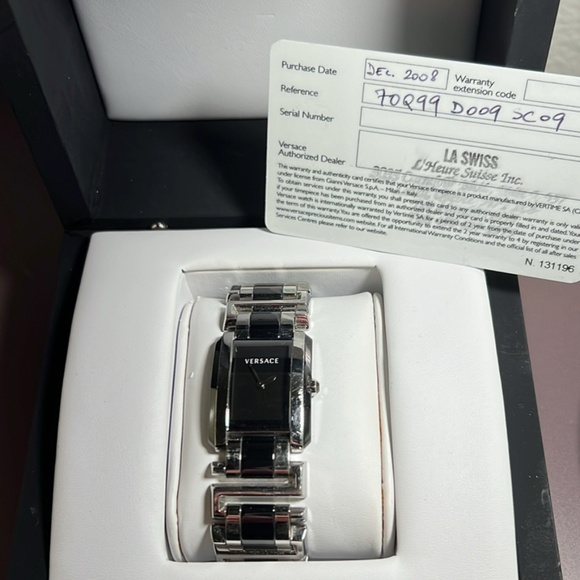 Purchase Date DEC. 2008 Warranty
extension code
Reference 70Q99 D009 SC09
Serial Number
Versace
Authorized Dealer LA SWISS
L'Heure Suisse Inc.
This warranty and authenticity card certifies that your Versace timepiece is a product manufactured by VERTIME SA (C
under license from Gianni Versace S.p.A. – Milan – Italy.
To obtain services under this warranty you shall present, this card to any authorized dealer, warranty is only valid
if your timepiece has been purchased from an authorized dealer and your card is properly filled in and dated. Your
Versace watch is internationally warranted by Vertime SA, for a period of 2 year from the date of purchase under
the term of this warranty. You are offered the opportunity to extend the 2 year warranty to 4 by registering on our
For all International Warranty Conditions and the official list of all after sales
Services Centres please refer to our website.
N. 131196
VERSACE